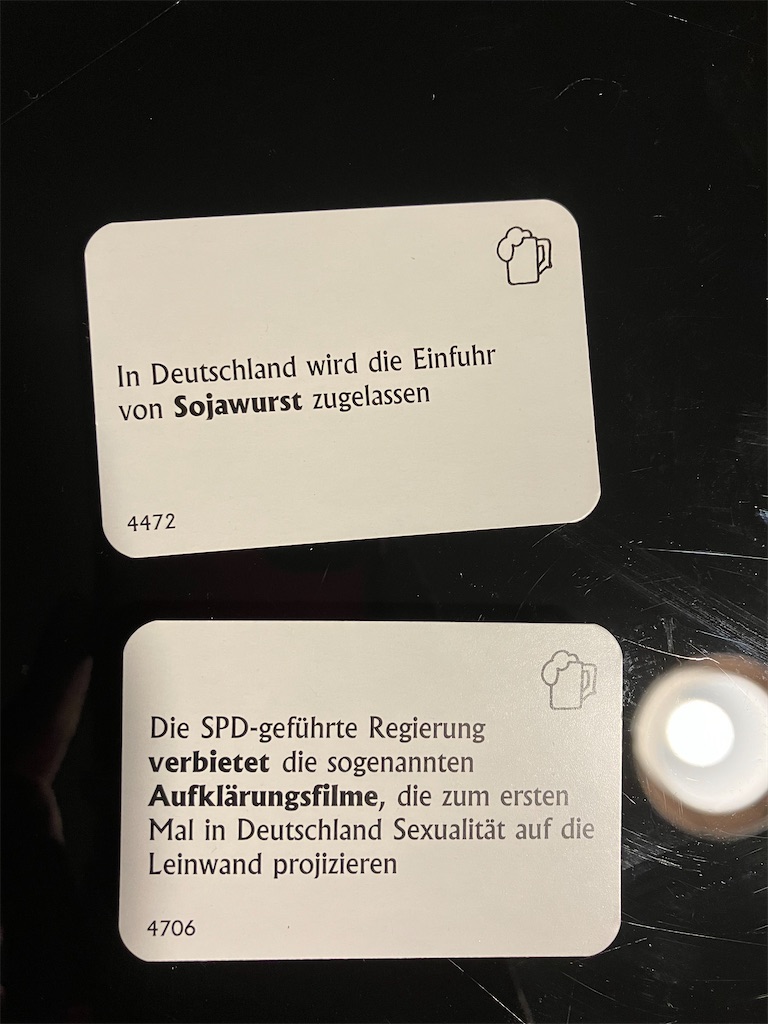 In Deutschland wird die Einfuhr
von Sojawurst zugelassen
4472
Die SPD-geführte Regierung
verbietet die sogenannten
Aufklärungsfilme, die zum ersten
Mal in Deutschland Sexualität auf die
Leinwand projizieren
4706